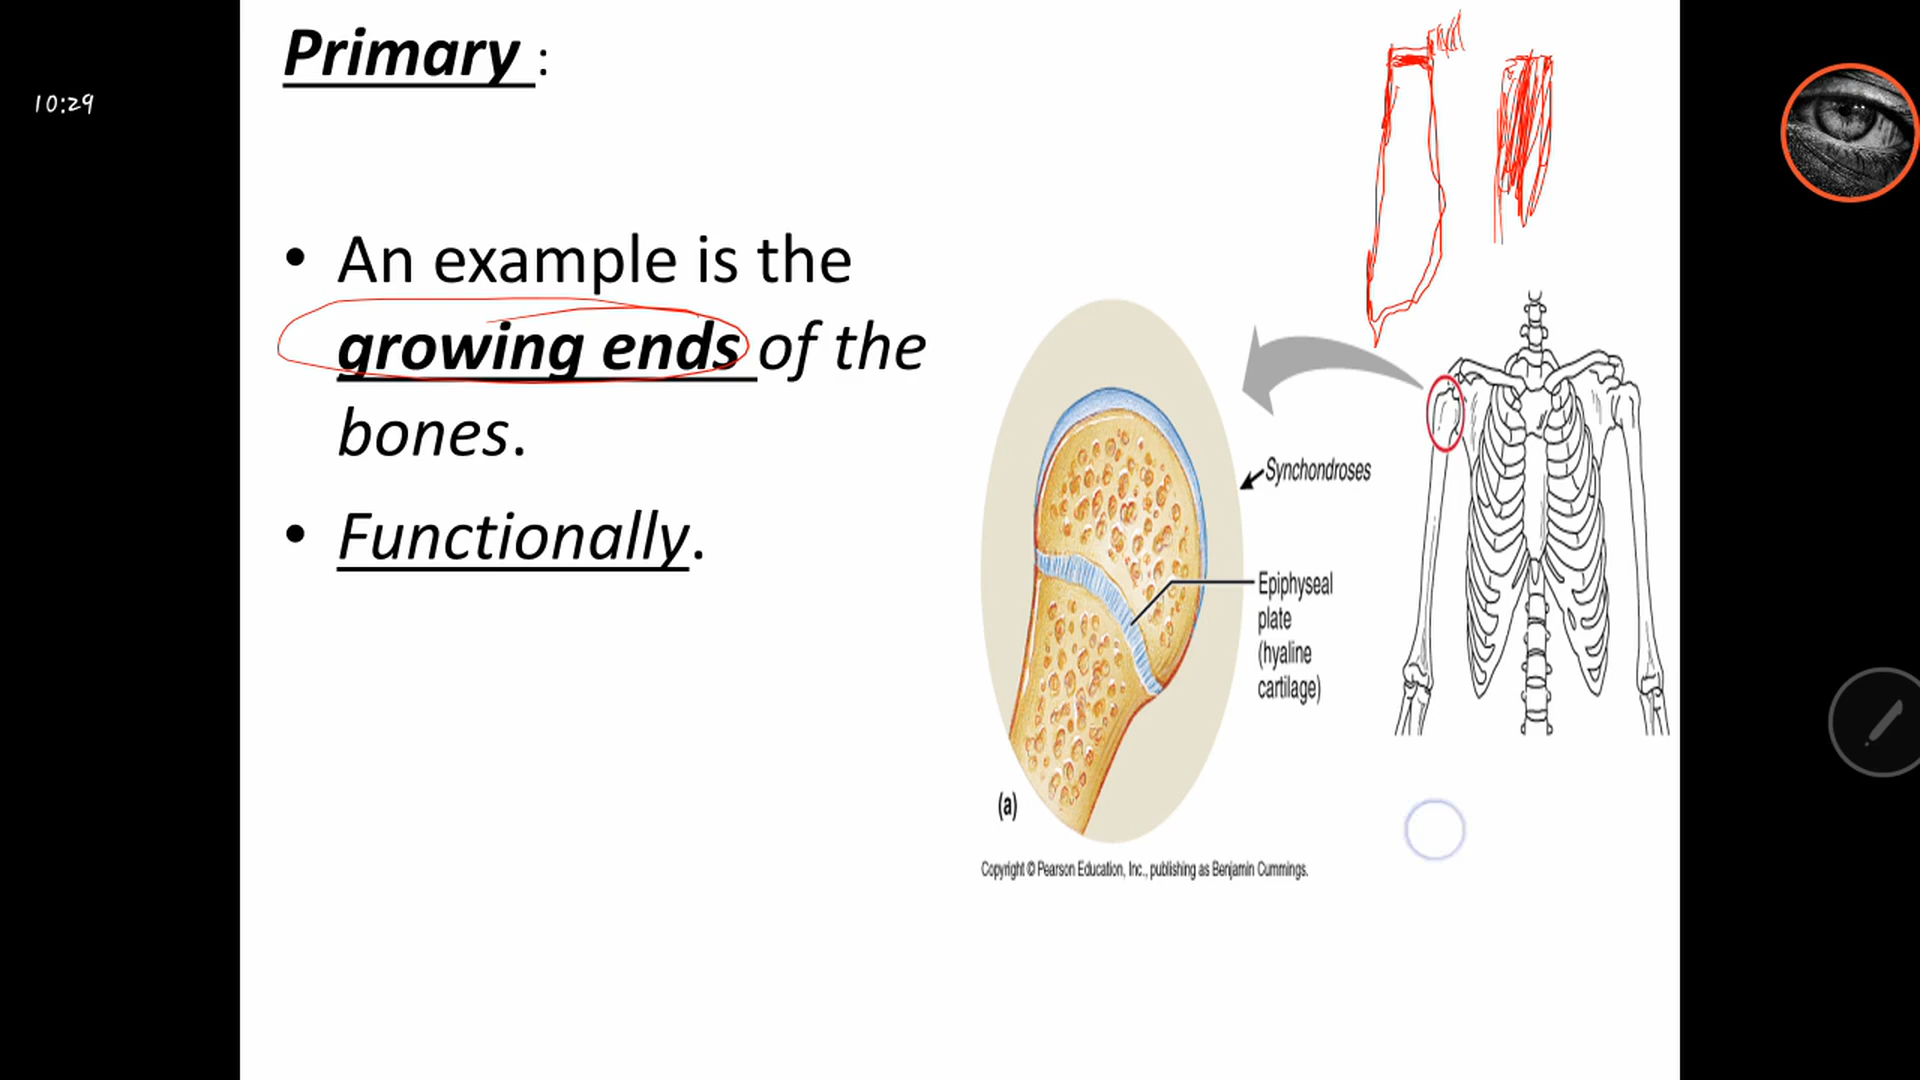 Primary :
10:29
• An example is the
growing ends of the
bones.
• Functionally.
Synchondroses
Epiphyseal
plate
(hyaline
cartilage)
(a)
Copyright © Pearson Education, Inc., publishing as Benjamin Cummings.